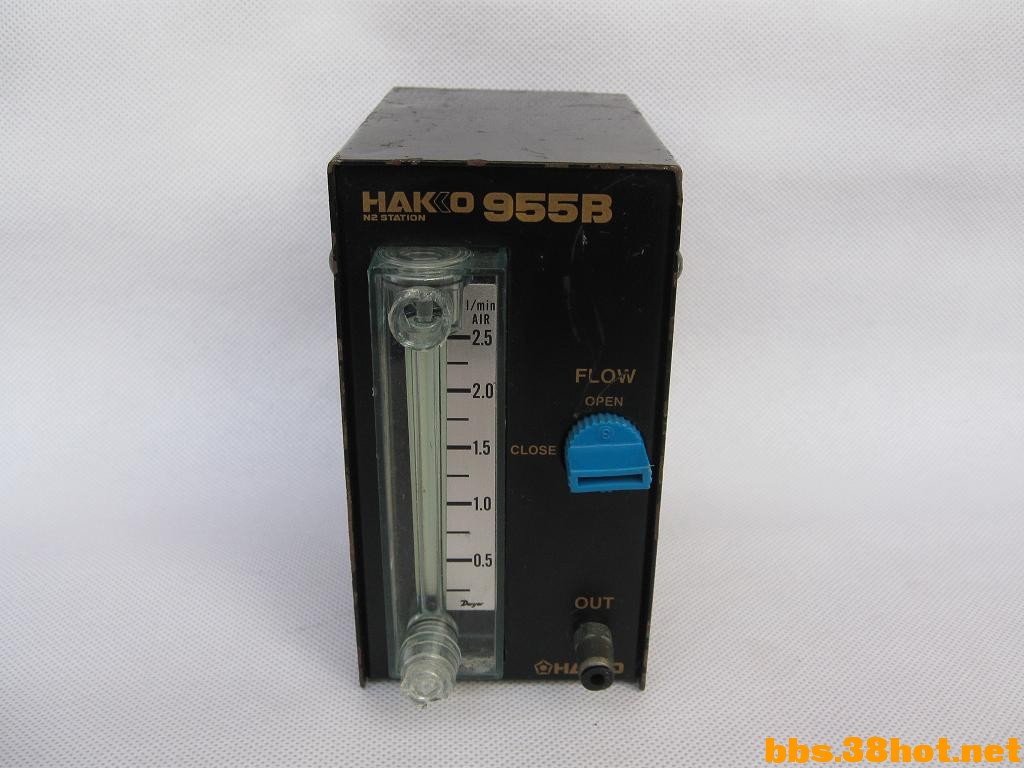 HAKKO 955B
N2 STATION
l/min
AIR
2.5
2.0
1.5
1.0
0.5
Dwyer
FLOW
OPEN
CLOSE
OUT
bbs.38hot.net